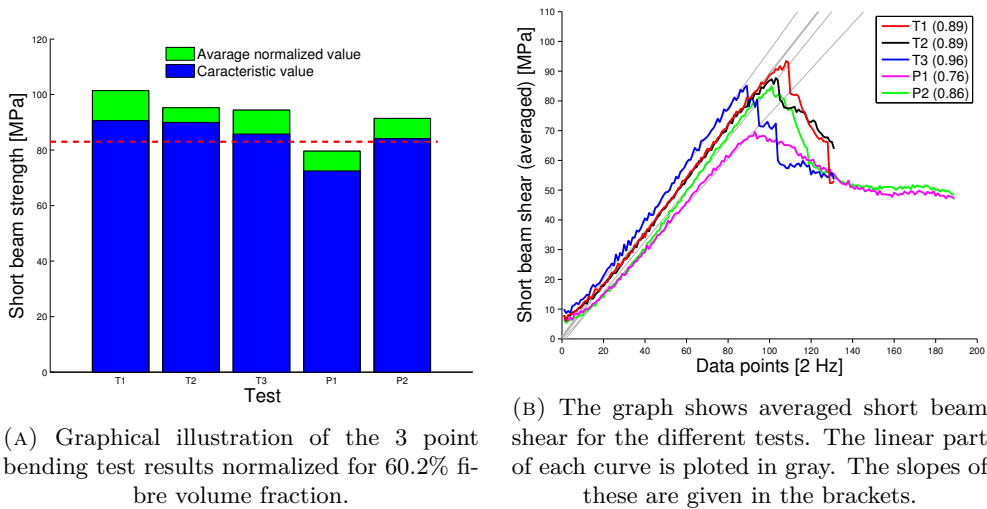 120
100
80
60
40
20
0
Short beam strength [MPa]
Avarage normalized value
Caracteristic value
T1 T2 T3 P1 P2
Test
(A) Graphical illustration of the 3 point
bending test results normalized for 60.2% fi-
bre volume fraction.
110
100
90
80
70
60
50
40
30
20
10
0
Short beam shear (averaged) [MPa]
T1 (0.89)
T2 (0.89)
T3 (0.96)
P1 (0.76)
P2 (0.86)
0 20 40 60 80 100 120 140 160 180 200
Data points [2 Hz]
(B) The graph shows averaged short beam
shear for the different tests. The linear part
of each curve is ploted in gray. The slopes of
these are given in the brackets.